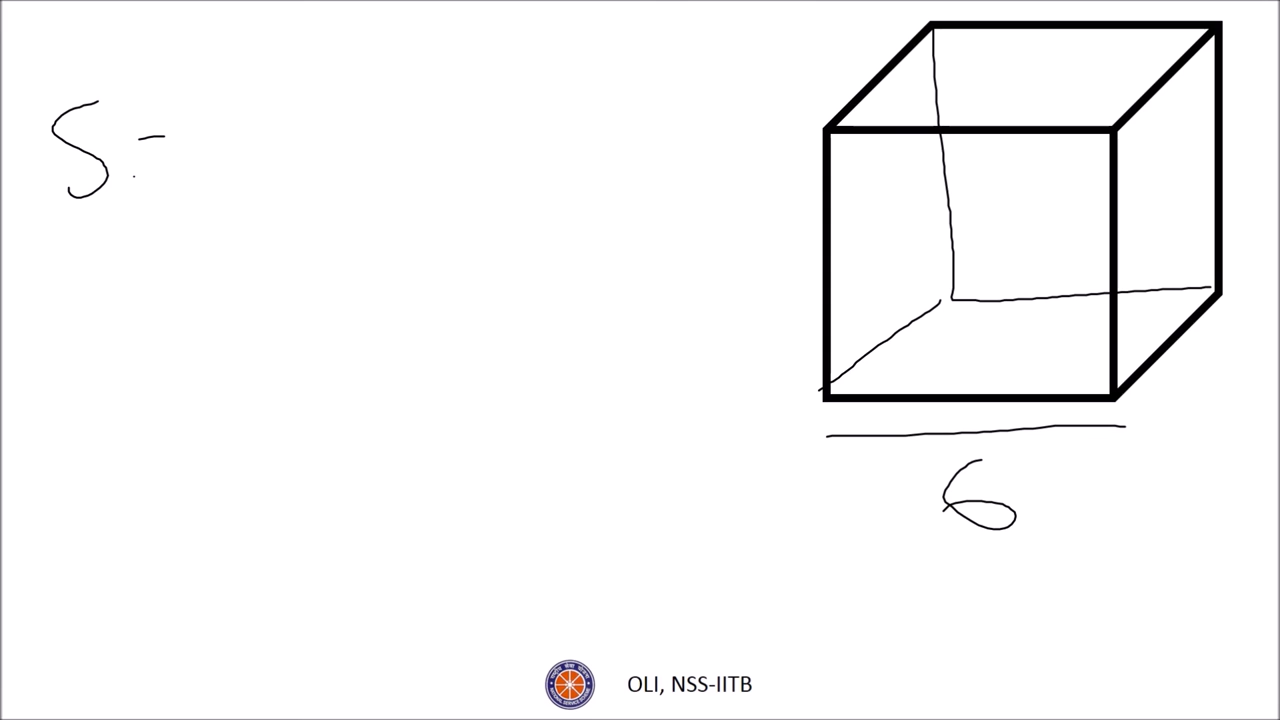 S =
6
OLI, NSS-IITB